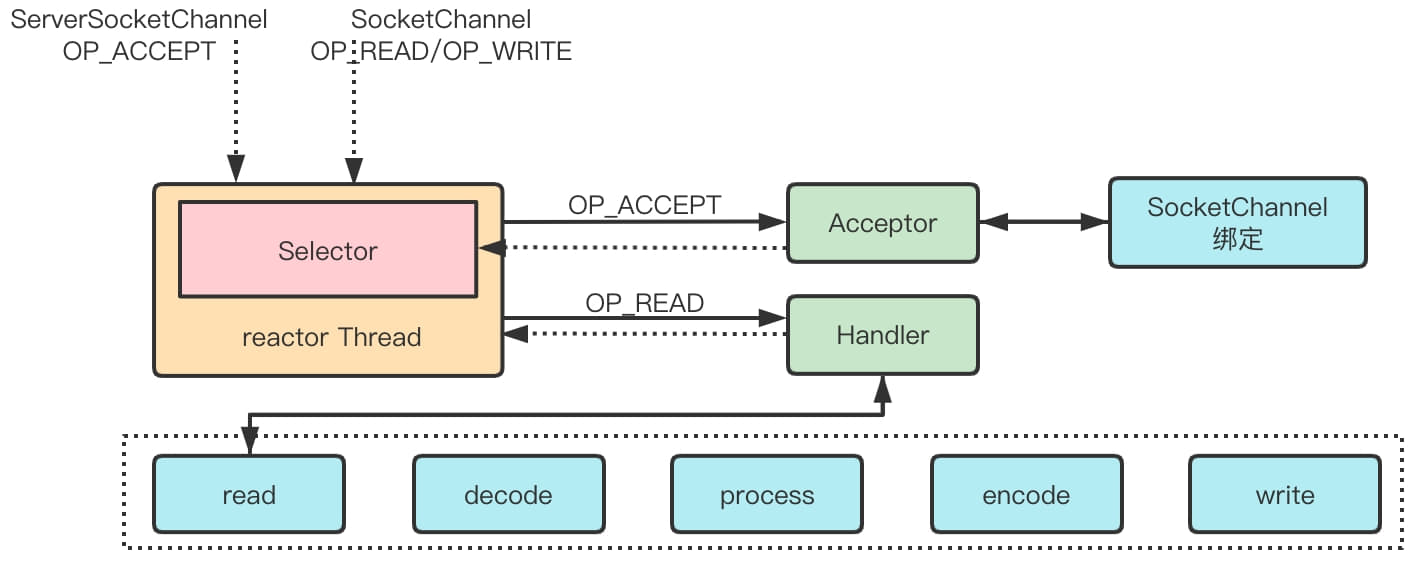 ServerSocketChannel
OP_ACCEPT
SocketChannel
OP_READ/OP_WRITE
Selector
reactor Thread
OP_ACCEPT
Acceptor
SocketChannel
绑定
OP_READ
Handler
read
decode
process
encode
write